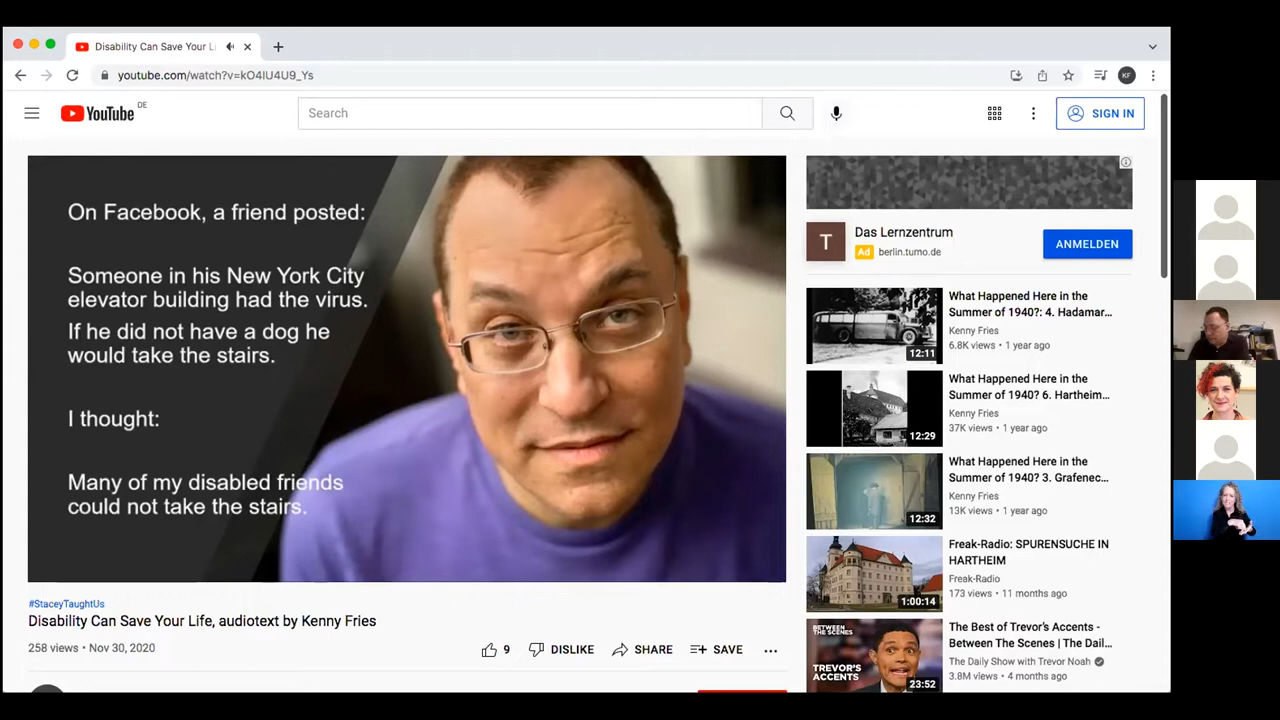 Disability Can Save Your Li
youtube.com/watch?v=kO4lU4U9_Ys
KF
YouTube
DE
Search
SIGN IN
On Facebook, a friend posted:
Someone in his New York City
elevator building had the virus.
If he did not have a dog he
would take the stairs.
I thought:
Many of my disabled friends
could not take the stairs.
#StaceyTaughtUs
Disability Can Save Your Life, audiotext by Kenny Fries
258 views • Nov 30, 2020
9
DISLIKE
SHARE
SAVE
T
Das Lernzentrum
Ad berlin.tumo.de
ANMELDEN
12:11
What Happened Here in the
Summer of 1940?: 4. Hadamar...
Kenny Fries
6.8K views • 1 year ago
12:29
What Happened Here in the
Summer of 1940? 6. Hartheim...
Kenny Fries
37K views • 1 year ago
12:32
What Happened Here in the
Summer of 1940? 3. Grafenec...
Kenny Fries
13K views • 1 year ago
1:00:14
Freak-Radio: SPURENSUCHE IN
HARTHEIM
Freak-Radio
173 views • 11 months ago
BETWEEN
THE SCENES
TREVOR'S
ACCENTS
23:52
The Best of Trevor's Accents -
Between The Scenes | The Dail...
The Daily Show with Trevor Noah
3.8M views • 4 months ago